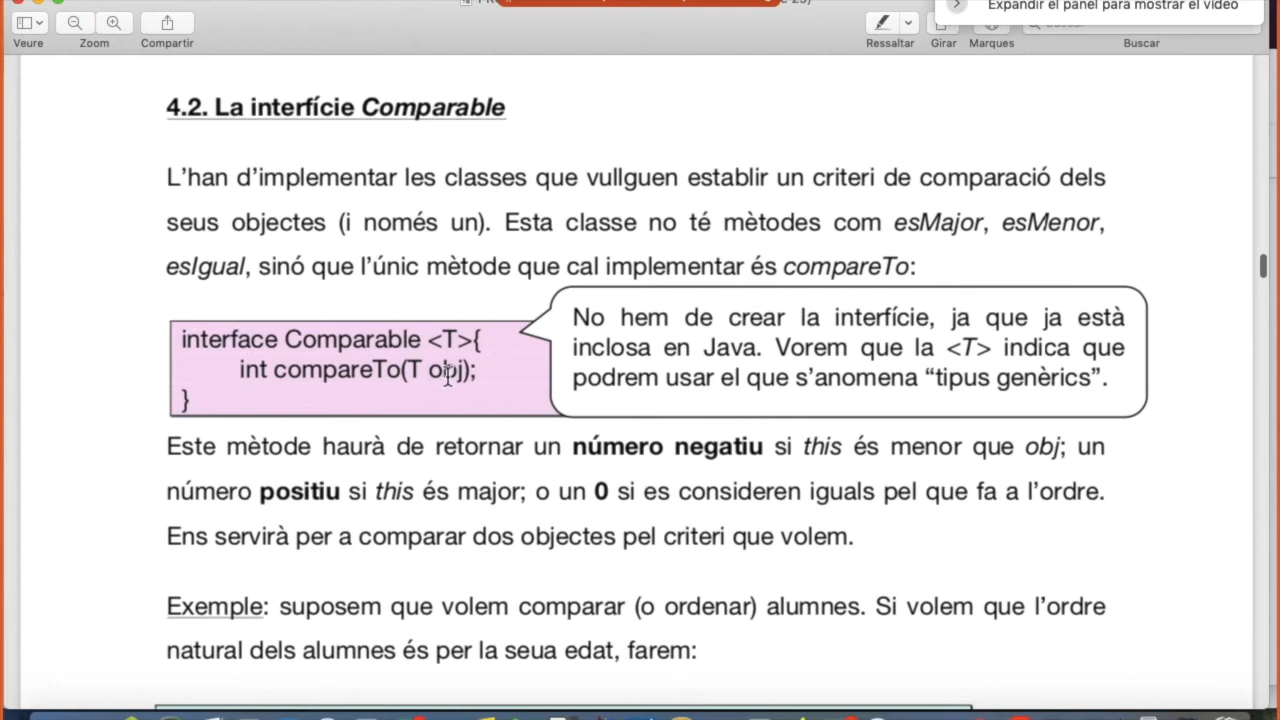 Expandir el panel para mostrar el vídeo
Veure
Zoom
Compartir
Ressaltar
Girar
Marques
Buscar
4.2. La interfície Comparable
L’han d’implementar les classes que vullguen establir un criteri de comparació dels
seus objectes (i només un). Esta classe no té mètodes com esMajor, esMenor,
esIgual, sinó que l’únic mètode que cal implementar és compareTo:
interface Comparable <T>{
int compareTo(T obj);
}
No hem de crear la interfície, ja que ja està
inclosa en Java. Vorem que la <T> indica que
podrem usar el que s’anomena “tipus genèrics”.
Este mètode haurà de retornar un número negatiu si this és menor que obj; un
número positiu si this és major; o un 0 si es consideren iguals pel que fa a l’ordre.
Ens servirà per a comparar dos objectes pel criteri que volem.
Exemple: suposem que volem comparar (o ordenar) alumnes. Si volem que l’ordre
natural dels alumnes és per la seua edat, farem: